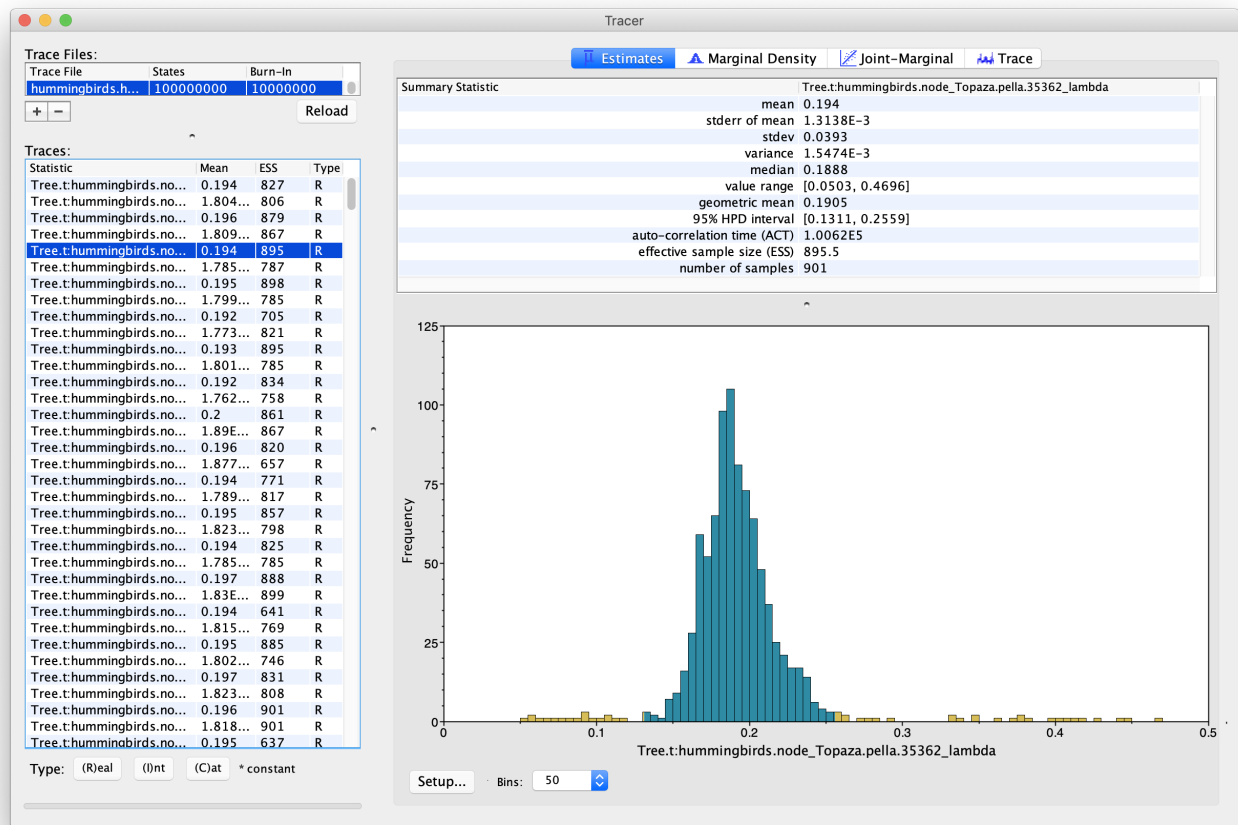 Tracer
Trace Files:
Trace File States Burn-In
hummingbirds.h... 100000000 10000000
+ − Reload
Traces:
Statistic Mean ESS Type
Tree.t:hummingbirds.no... 0.194 827 R
Tree.t:hummingbirds.no... 1.804... 806 R
Tree.t:hummingbirds.no... 0.196 879 R
Tree.t:hummingbirds.no... 1.809... 867 R
Tree.t:hummingbirds.no... 0.194 895 R
Tree.t:hummingbirds.no... 1.785... 787 R
Tree.t:hummingbirds.no... 0.195 898 R
Tree.t:hummingbirds.no... 1.799... 785 R
Tree.t:hummingbirds.no... 0.192 705 R
Tree.t:hummingbirds.no... 1.773... 821 R
Tree.t:hummingbirds.no... 0.193 895 R
Tree.t:hummingbirds.no... 1.801... 785 R
Tree.t:hummingbirds.no... 0.192 834 R
Tree.t:hummingbirds.no... 1.762... 758 R
Tree.t:hummingbirds.no... 0.2 861 R
Tree.t:hummingbirds.no... 1.89E... 867 R
Tree.t:hummingbirds.no... 0.196 820 R
Tree.t:hummingbirds.no... 1.877... 657 R
Tree.t:hummingbirds.no... 0.194 771 R
Tree.t:hummingbirds.no... 1.789... 817 R
Tree.t:hummingbirds.no... 0.195 857 R
Tree.t:hummingbirds.no... 1.823... 798 R
Tree.t:hummingbirds.no... 0.194 825 R
Tree.t:hummingbirds.no... 1.785... 785 R
Tree.t:hummingbirds.no... 0.197 888 R
Tree.t:hummingbirds.no... 1.83E... 899 R
Tree.t:hummingbirds.no... 0.194 641 R
Tree.t:hummingbirds.no... 1.815... 769 R
Tree.t:hummingbirds.no... 0.195 885 R
Tree.t:hummingbirds.no... 1.802... 746 R
Tree.t:hummingbirds.no... 0.197 831 R
Tree.t:hummingbirds.no... 1.823... 808 R
Tree.t:hummingbirds.no... 0.196 901 R
Tree.t:hummingbirds.no... 1.818... 901 R
Tree.t:hummingbirds.no... 0.195 637 R
Type: (R)eal (I)nt (C)at * constant
Estimates Marginal Density Joint-Marginal Trace
Summary Statistic Tree.t:hummingbirds.node_Topaza.pella.35362_lambda
mean 0.194
stderr of mean 1.3138E-3
stdev 0.0393
variance 1.5474E-3
median 0.1888
value range [0.0503, 0.4696]
geometric mean 0.1905
95% HPD interval [0.1311, 0.2559]
auto-correlation time (ACT) 1.0062E5
effective sample size (ESS) 895.5
number of samples 901
125
100
75
50
25
0
Frequency
0 0.1 0.2 0.3 0.4 0.5
Tree.t:hummingbirds.node_Topaza.pella.35362_lambda
Setup... Bins: 50